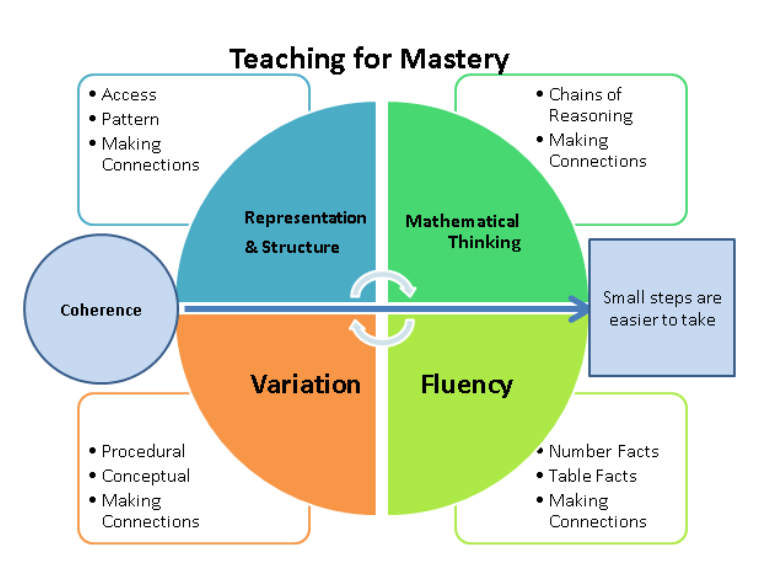 Teaching for Mastery
• Access
• Pattern
• Making
Connections
• Chains of
Reasoning
• Making
Connections
Representation
& Structure
Mathematical
Thinking
Coherence
Small steps are
easier to take
Variation
Fluency
• Procedural
• Conceptual
• Making
Connections
• Number Facts
• Table Facts
• Making
Connections